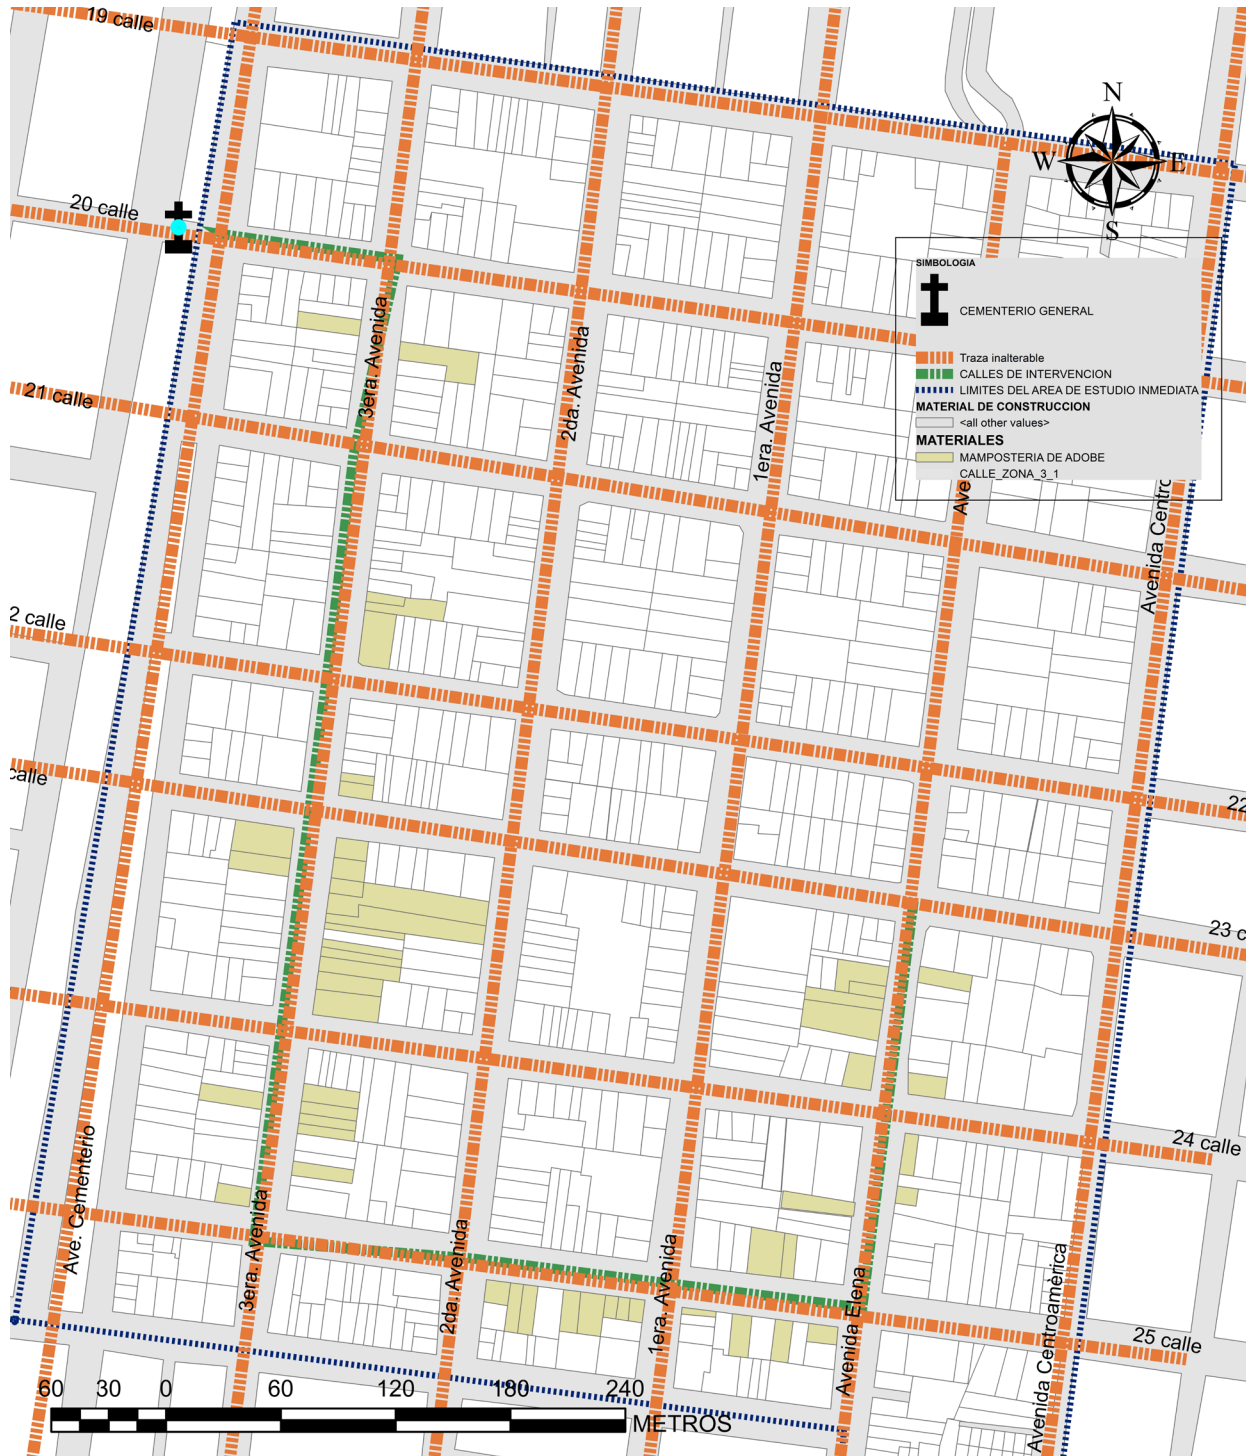 19 calle
N
W E
S
20 calle
SIMBOLOGIA
CEMENTERIO GENERAL
Traza inalterable
CALLES DE INTERVENCION
LIMITES DEL AREA DE ESTUDIO INMEDIATA
MATERIAL DE CONSTRUCCION
<all other values>
MATERIALES
MAMPOSTERIA DE ADOBE
CALLE_ZONA_3_1
3era. Avenida
2da. Avenida
1era. Avenida
Ave
Avenida Centro
21 calle
2 calle
calle
22
23 c
24 calle
25 calle
Ave. Cementerio
3era. Avenida
2da. Avenida
1era. Avenida
Avenida Elena
Avenida Centroamèrica
60 30 0 60 120 180 240
METROS